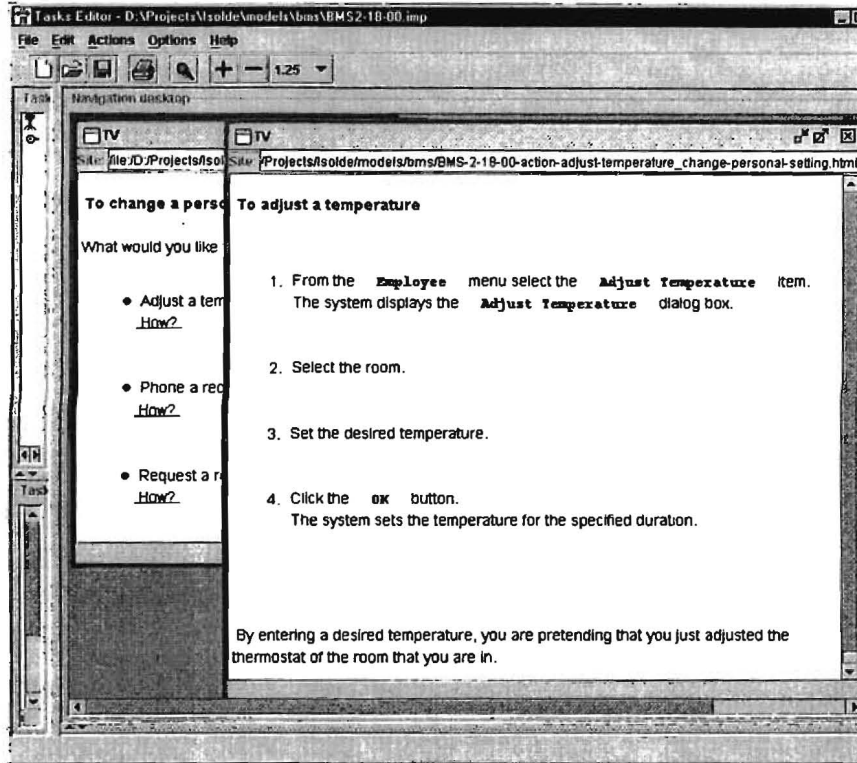 Tasks Editor - D:\Projects\Isolde\models\bms\BMS2-18-00.imp
File Edit Actions Options Help
1.25
Task
Navigation desktop
TV
Site: file:/D:/Projects/Isol
To change a perso
What would you like
Adjust a tem
How?
Phone a req
How?
Request a r
How?
Task
TV
Site: /Projects/Isolde/models/bms/BMS-2-18-00-action-adjust-temperature_change-personal-setting.html
To adjust a temperature
1. From the Employee menu select the Adjust Temperature item.
The system displays the Adjust Temperature dialog box.
2. Select the room.
3. Set the desired temperature.
4. Click the OK button.
The system sets the temperature for the specified duration.
By entering a desired temperature, you are pretending that you just adjusted the
thermostat of the room that you are in.